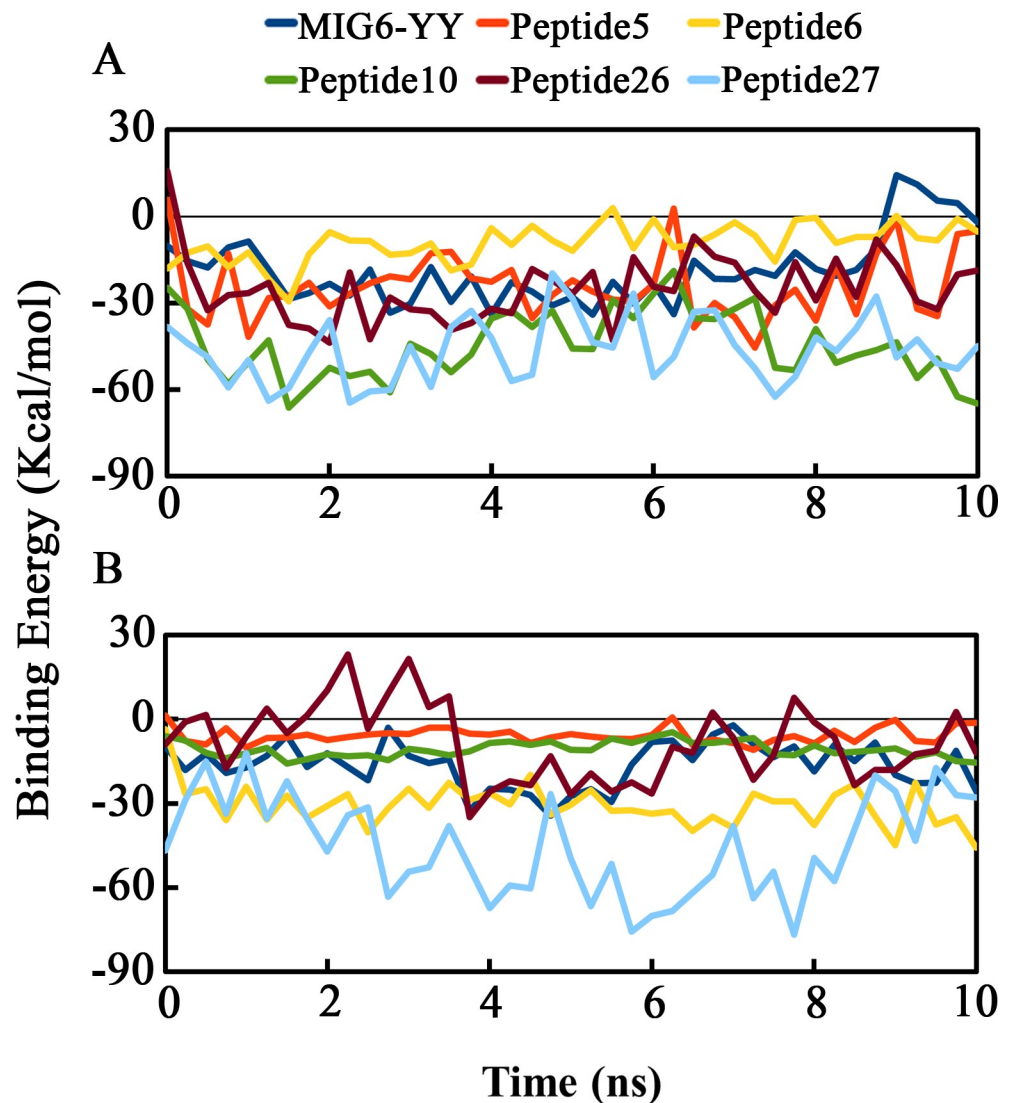 MIG6-YY Peptide5 Peptide6
A
Peptide10 Peptide26 Peptide27
30
0
-30
-60
-90
0 2 4 6 8 10
B
30
0
-30
-60
-90
0 2 4 6 8 10
Binding Energy (Kcal/mol)
Time (ns)